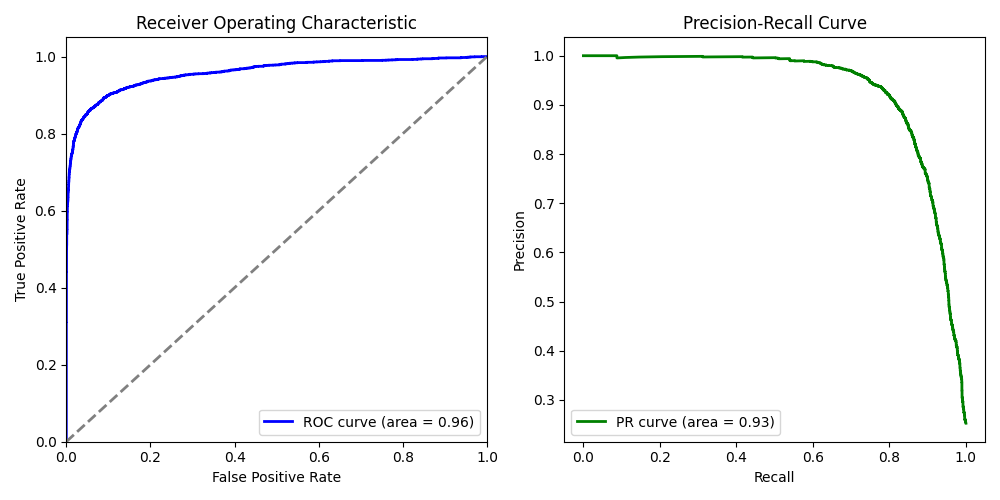 Receiver Operating Characteristic
True Positive Rate
1.0
0.8
0.6
0.4
0.2
0.0
ROC curve (area = 0.96)
0.0 0.2 0.4 0.6 0.8 1.0
False Positive Rate
Precision-Recall Curve
Precision
1.0
0.9
0.8
0.7
0.6
0.5
0.4
0.3
PR curve (area = 0.93)
0.0 0.2 0.4 0.6 0.8 1.0
Recall